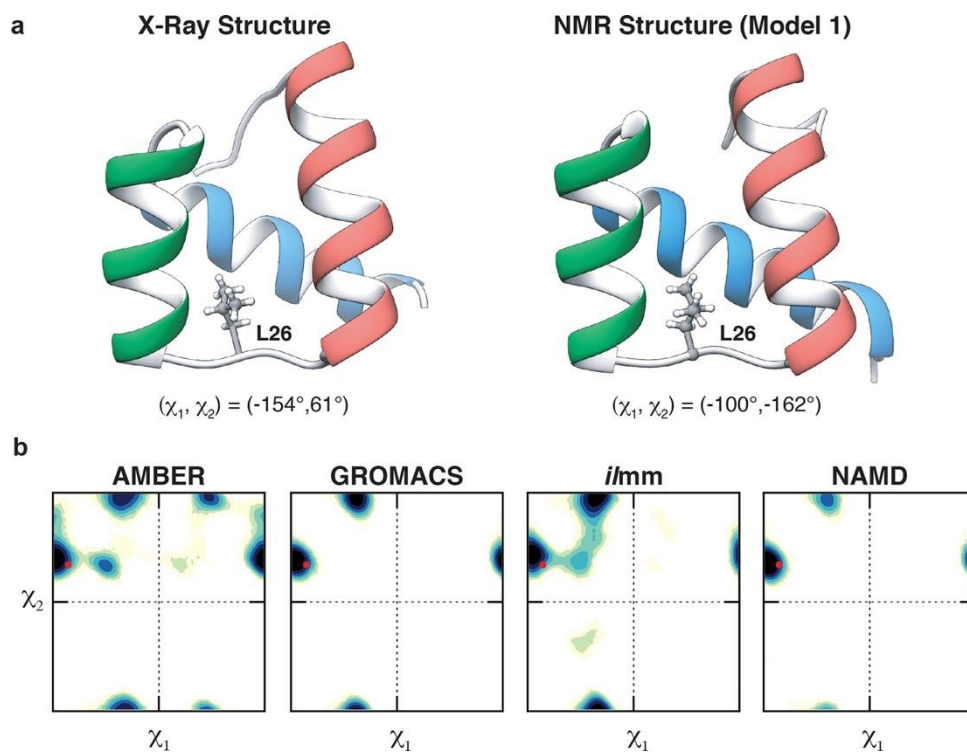 a
X-Ray Structure NMR Structure (Model 1)
L26 L26
(χ₁, χ₂) = (-154°,61°) (χ₁, χ₂) = (-100°,-162°)
b
AMBER GROMACS ilmm NAMD
χ₂
χ₁ χ₁ χ₁ χ₁